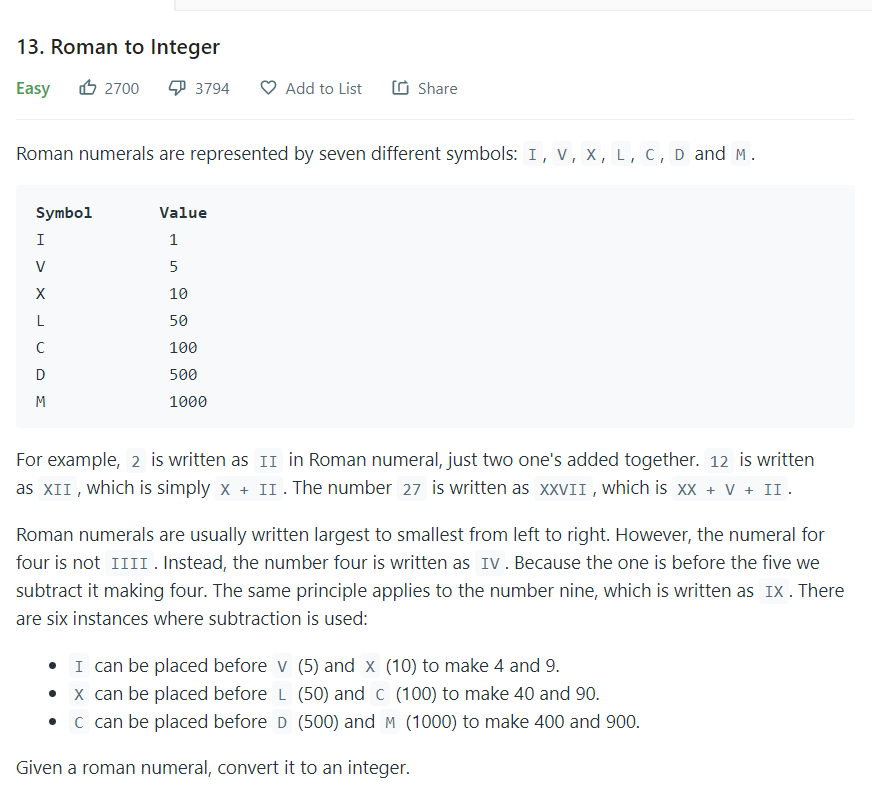 13. Roman to Integer
Easy 2700 3794 Add to List Share
Roman numerals are represented by seven different symbols: I, V, X, L, C, D and M.
Symbol Value
I 1
V 5
X 10
L 50
C 100
D 500
M 1000
For example, 2 is written as II in Roman numeral, just two one's added together. 12 is written
as XII, which is simply X + II. The number 27 is written as XXVII, which is XX + V + II.
Roman numerals are usually written largest to smallest from left to right. However, the numeral for
four is not IIII. Instead, the number four is written as IV. Because the one is before the five we
subtract it making four. The same principle applies to the number nine, which is written as IX. There
are six instances where subtraction is used:
• I can be placed before V (5) and X (10) to make 4 and 9.
• X can be placed before L (50) and C (100) to make 40 and 90.
• C can be placed before D (500) and M (1000) to make 400 and 900.
Given a roman numeral, convert it to an integer.